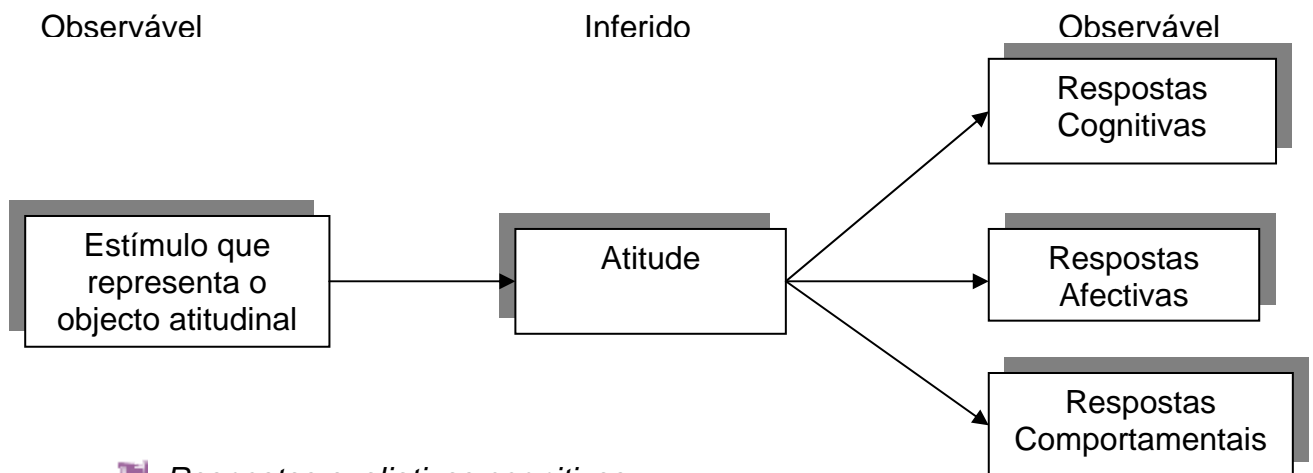 Observável
Inferido
Observável
Respostas
Cognitivas
Estímulo que
representa o
objecto atitudinal
Atitude
Respostas
Afectivas
Respostas
Comportamentais